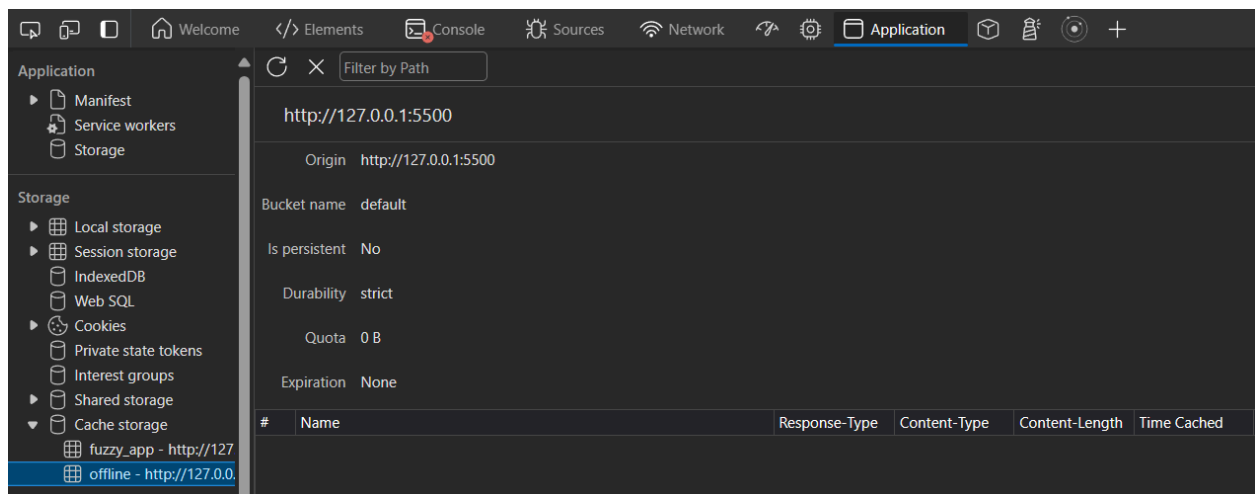 Welcome </> Elements Console Sources Network Application
Application
Manifest
Service workers
Storage
Storage
Local storage
Session storage
IndexedDB
Web SQL
Cookies
Private state tokens
Interest groups
Shared storage
Cache storage
fuzzy_app - http://127
offline - http://127.0.0.
Filter by Path
http://127.0.0.1:5500
Origin http://127.0.0.1:5500
Bucket name default
Is persistent No
Durability strict
Quota 0 B
Expiration None
# Name Response-Type Content-Type Content-Length Time Cached